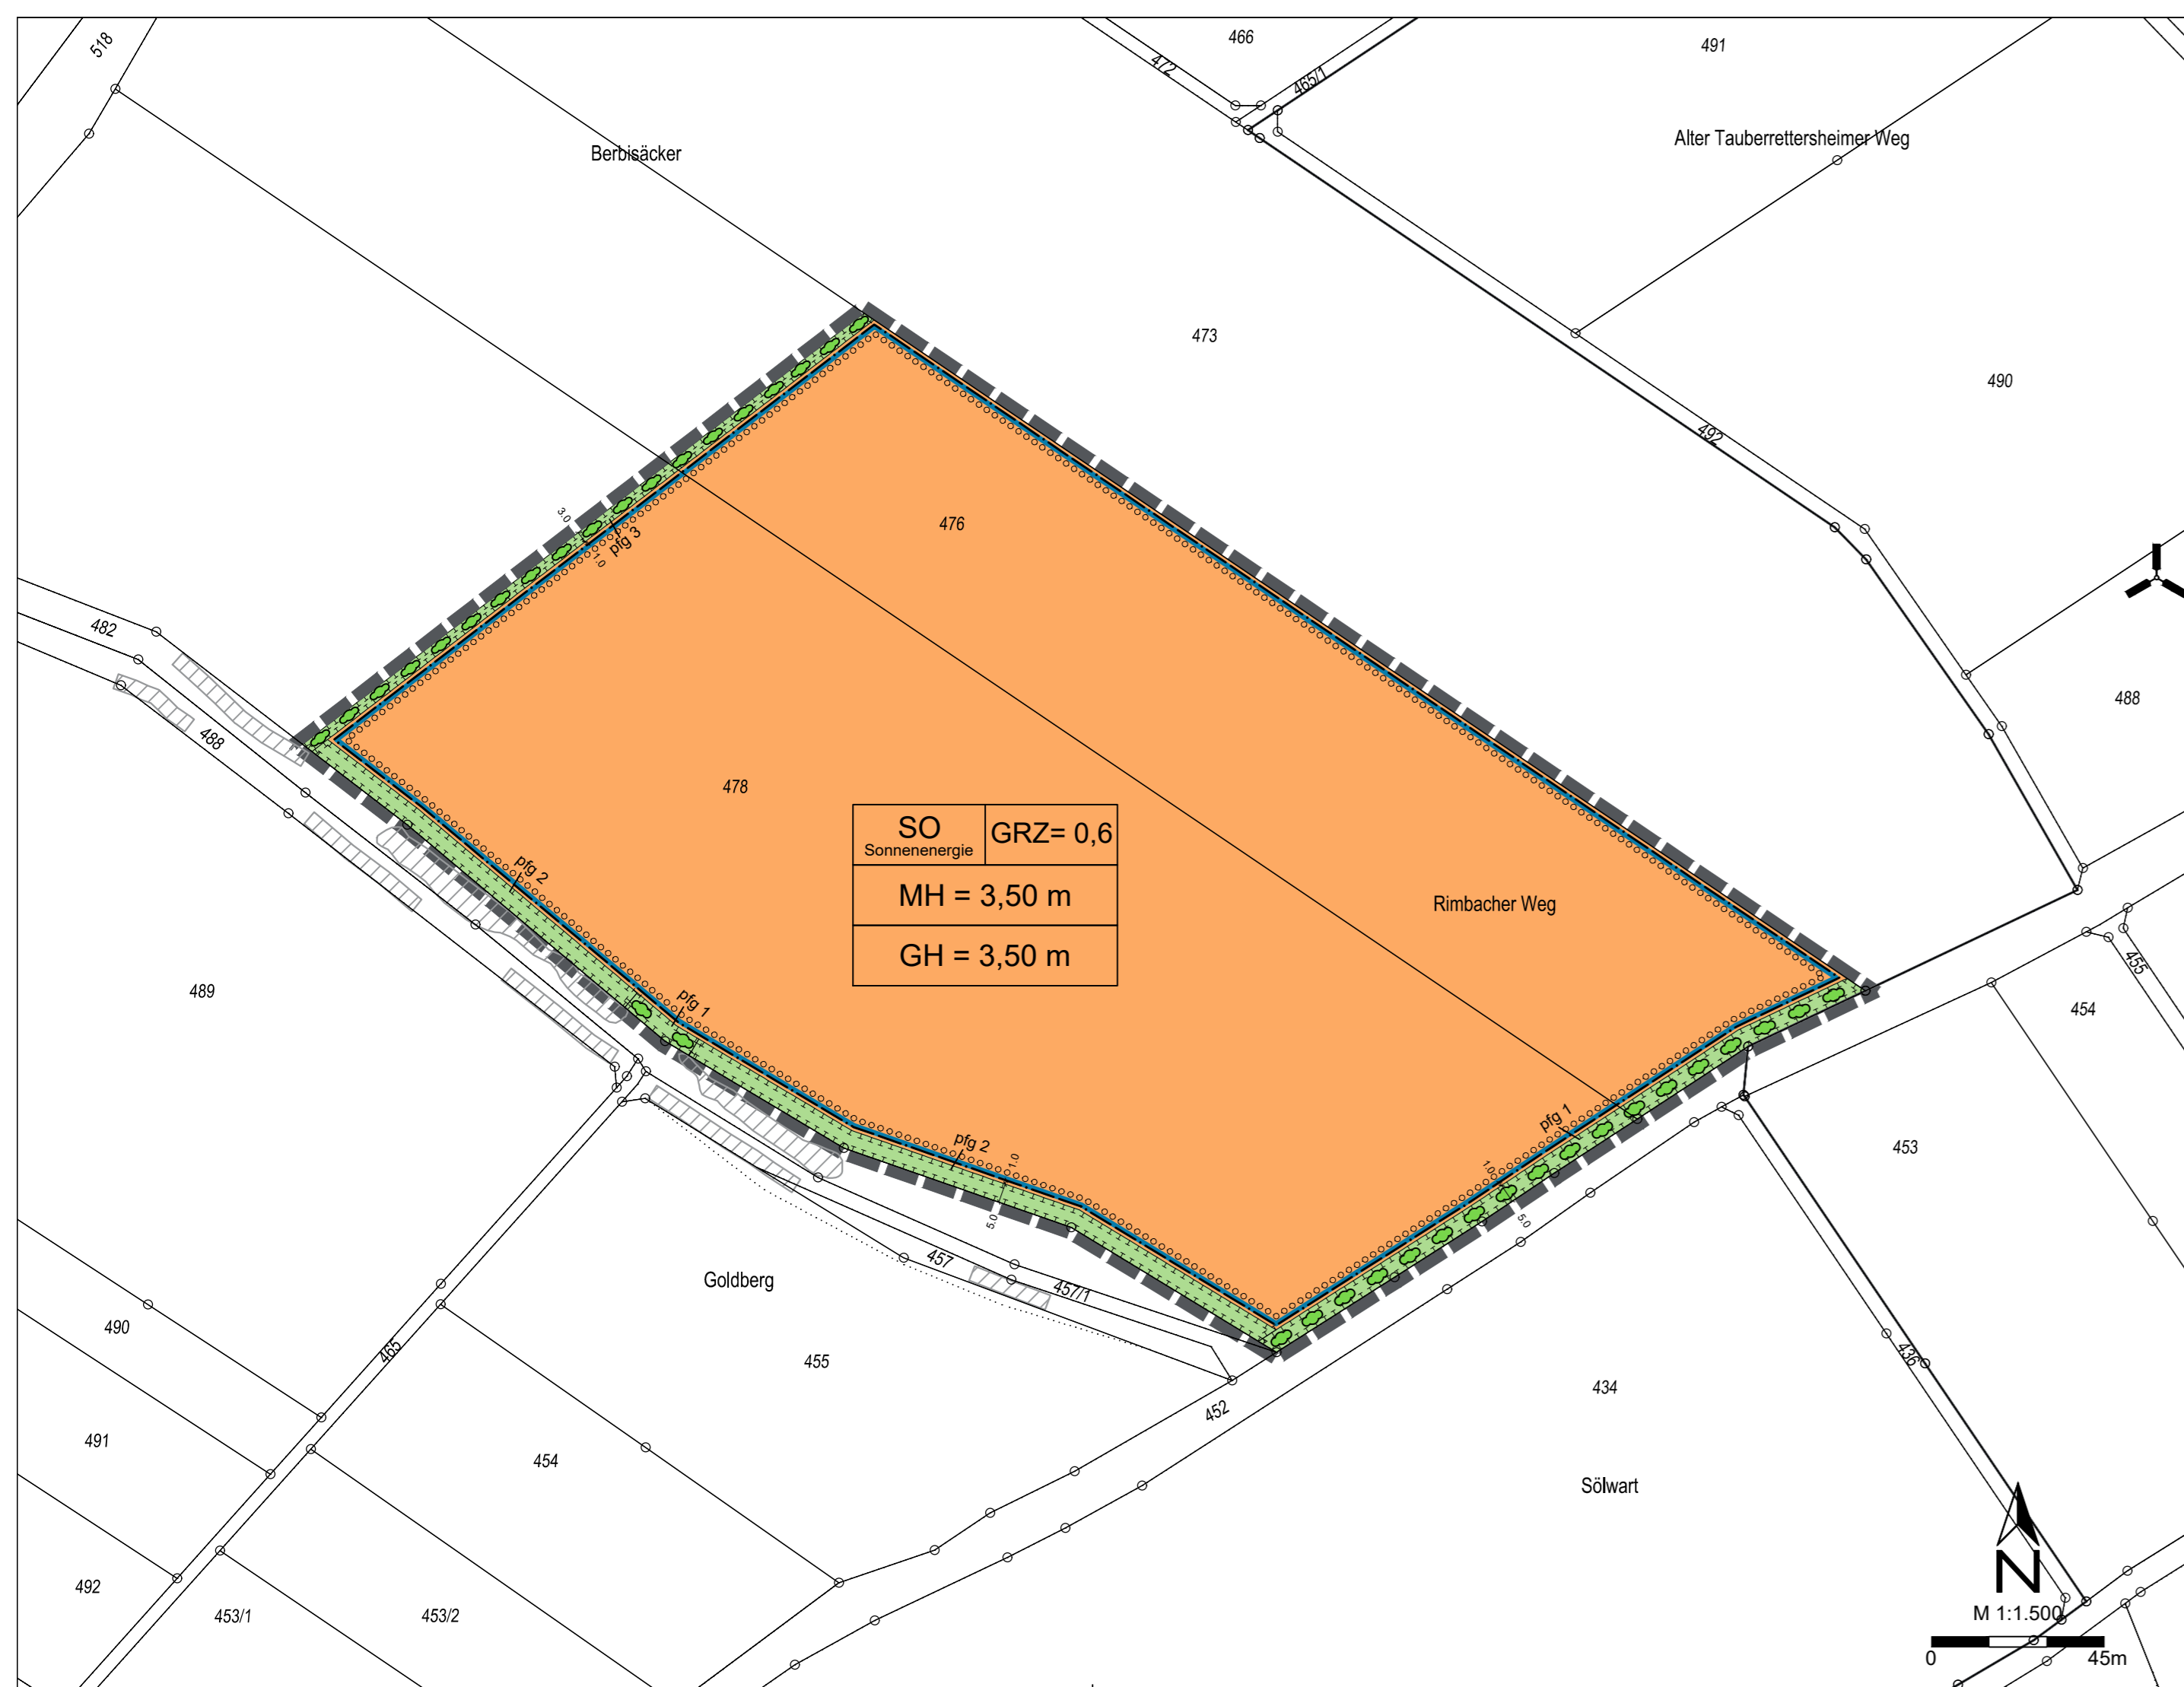 518
466
472
465/1
491
Berbisäcker
Alter Tauberrettersheimer Weg
473
490
492
3.0
476
pfg 3
1.0
482
488
488
478
SO
Sonnenenergie
GRZ= 0,6
MH = 3,50 m
GH = 3,50 m
Rimbacher Weg
pfg 2
489
pfg 1
455
454
pfg 1
pfg 2
1.0
1.0
5.0
5.0
453
457
457/1
Goldberg
490
465
455
436
434
452
491
454
Sölwart
492
453/1
453/2
N
M 1:1.500
0
45m